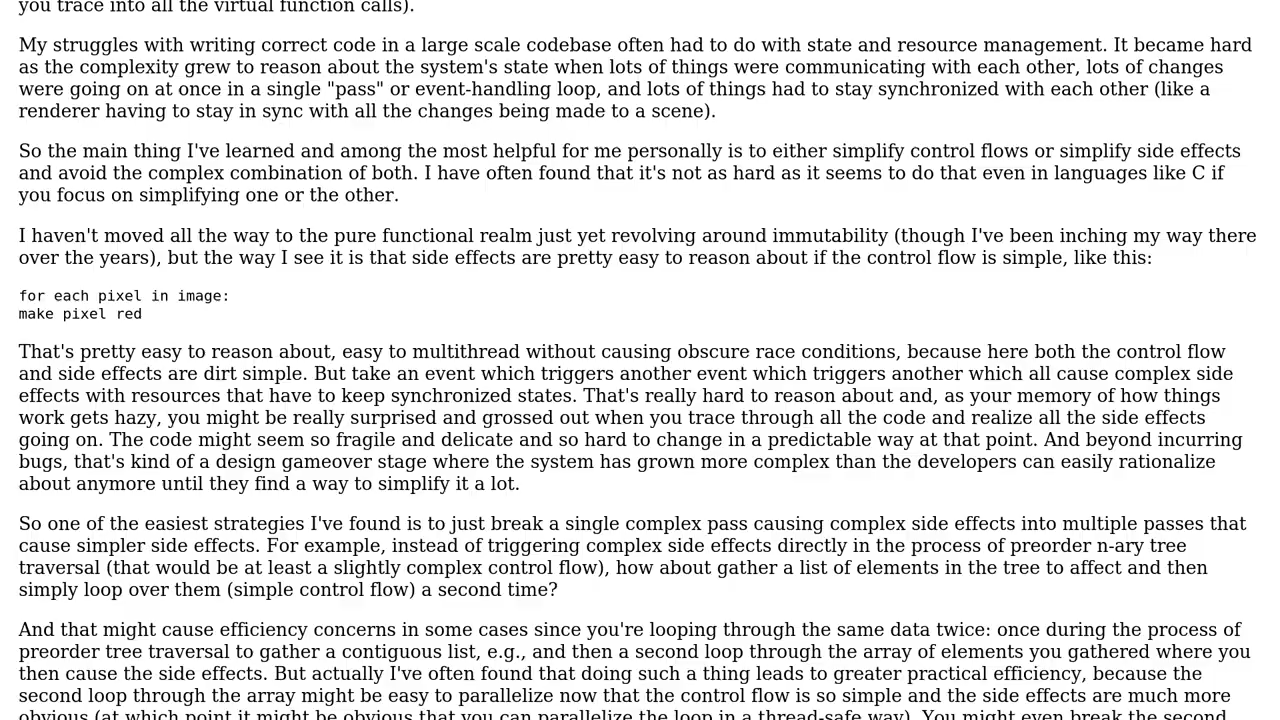 you trace into all the virtual function calls).
My struggles with writing correct code in a large scale codebase often had to do with state and resource management. It became hard
as the complexity grew to reason about the system's state when lots of things were communicating with each other, lots of changes
were going on at once in a single "pass" or event-handling loop, and lots of things had to stay synchronized with each other (like a
renderer having to stay in sync with all the changes being made to a scene).
So the main thing I've learned and among the most helpful for me personally is to either simplify control flows or simplify side effects
and avoid the complex combination of both. I have often found that it's not as hard as it seems to do that even in languages like C if
you focus on simplifying one or the other.
I haven't moved all the way to the pure functional realm just yet revolving around immutability (though I've been inching my way there
over the years), but the way I see it is that side effects are pretty easy to reason about if the control flow is simple, like this:
for each pixel in image:
make pixel red
That's pretty easy to reason about, easy to multithread without causing obscure race conditions, because here both the control flow
and side effects are dirt simple. But take an event which triggers another event which triggers another which all cause complex side
effects with resources that have to keep synchronized states. That's really hard to reason about and, as your memory of how things
work gets hazy, you might be really surprised and grossed out when you trace through all the code and realize all the side effects
going on. The code might seem so fragile and delicate and so hard to change in a predictable way at that point. And beyond incurring
bugs, that's kind of a design gameover stage where the system has grown more complex than the developers can easily rationalize
about anymore until they find a way to simplify it a lot.
So one of the easiest strategies I've found is to just break a single complex pass causing complex side effects into multiple passes that
cause simpler side effects. For example, instead of triggering complex side effects directly in the process of preorder n-ary tree
traversal (that would be at least a slightly complex control flow), how about gather a list of elements in the tree to affect and then
simply loop over them (simple control flow) a second time?
And that might cause efficiency concerns in some cases since you're looping through the same data twice: once during the process of
preorder tree traversal to gather a contiguous list, e.g., and then a second loop through the array of elements you gathered where you
then cause the side effects. But actually I've often found that doing such a thing leads to greater practical efficiency, because the
second loop through the array might be easy to parallelize now that the control flow is so simple and the side effects are much more
obvious (at which point it might be obvious that you can parallelize the loop in a thread-safe way). You might even break the second